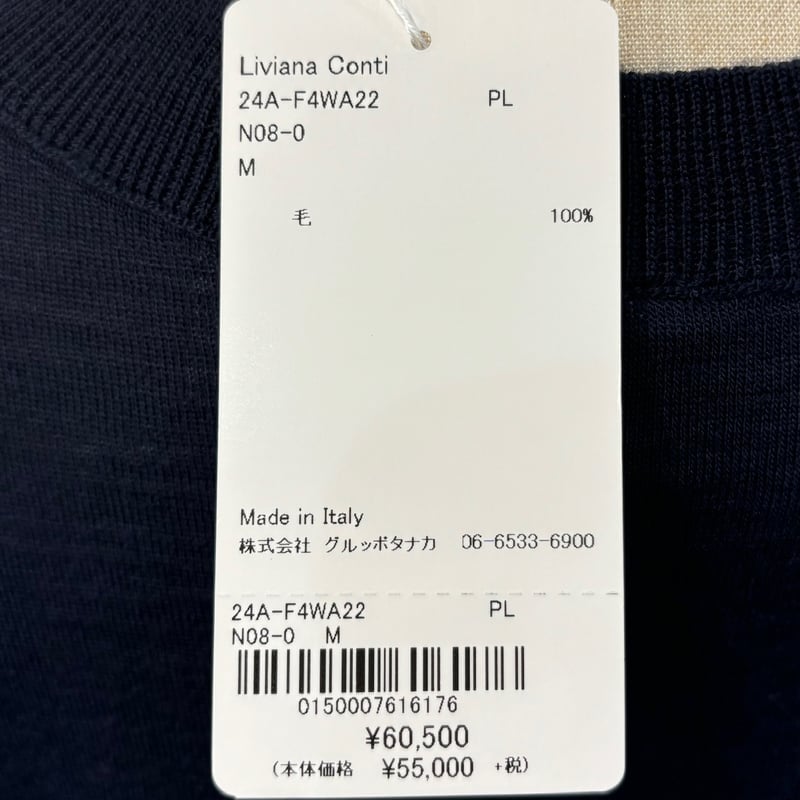 Liviana Conti
24A-F4WA22 PL
N08-0
M
毛 100%
Made in Italy
株式会社 グルッポタナカ 06-6533-6900
24A-F4WA22 PL
N08-0 M
0150007616176
¥60,500
(本体価格 ¥55,000 +税)